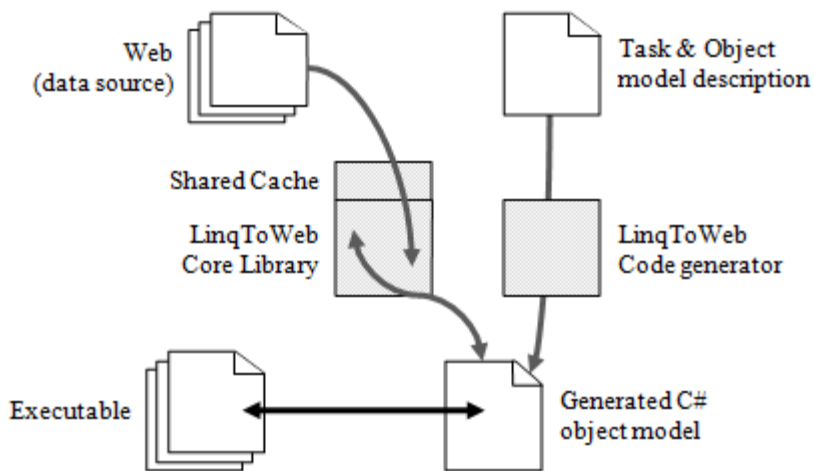 Web
(data source)
Task & Object
model description
Shared Cache
LinqToWeb
Core Library
LinqToWeb
Code generator
Executable
Generated C#
object model